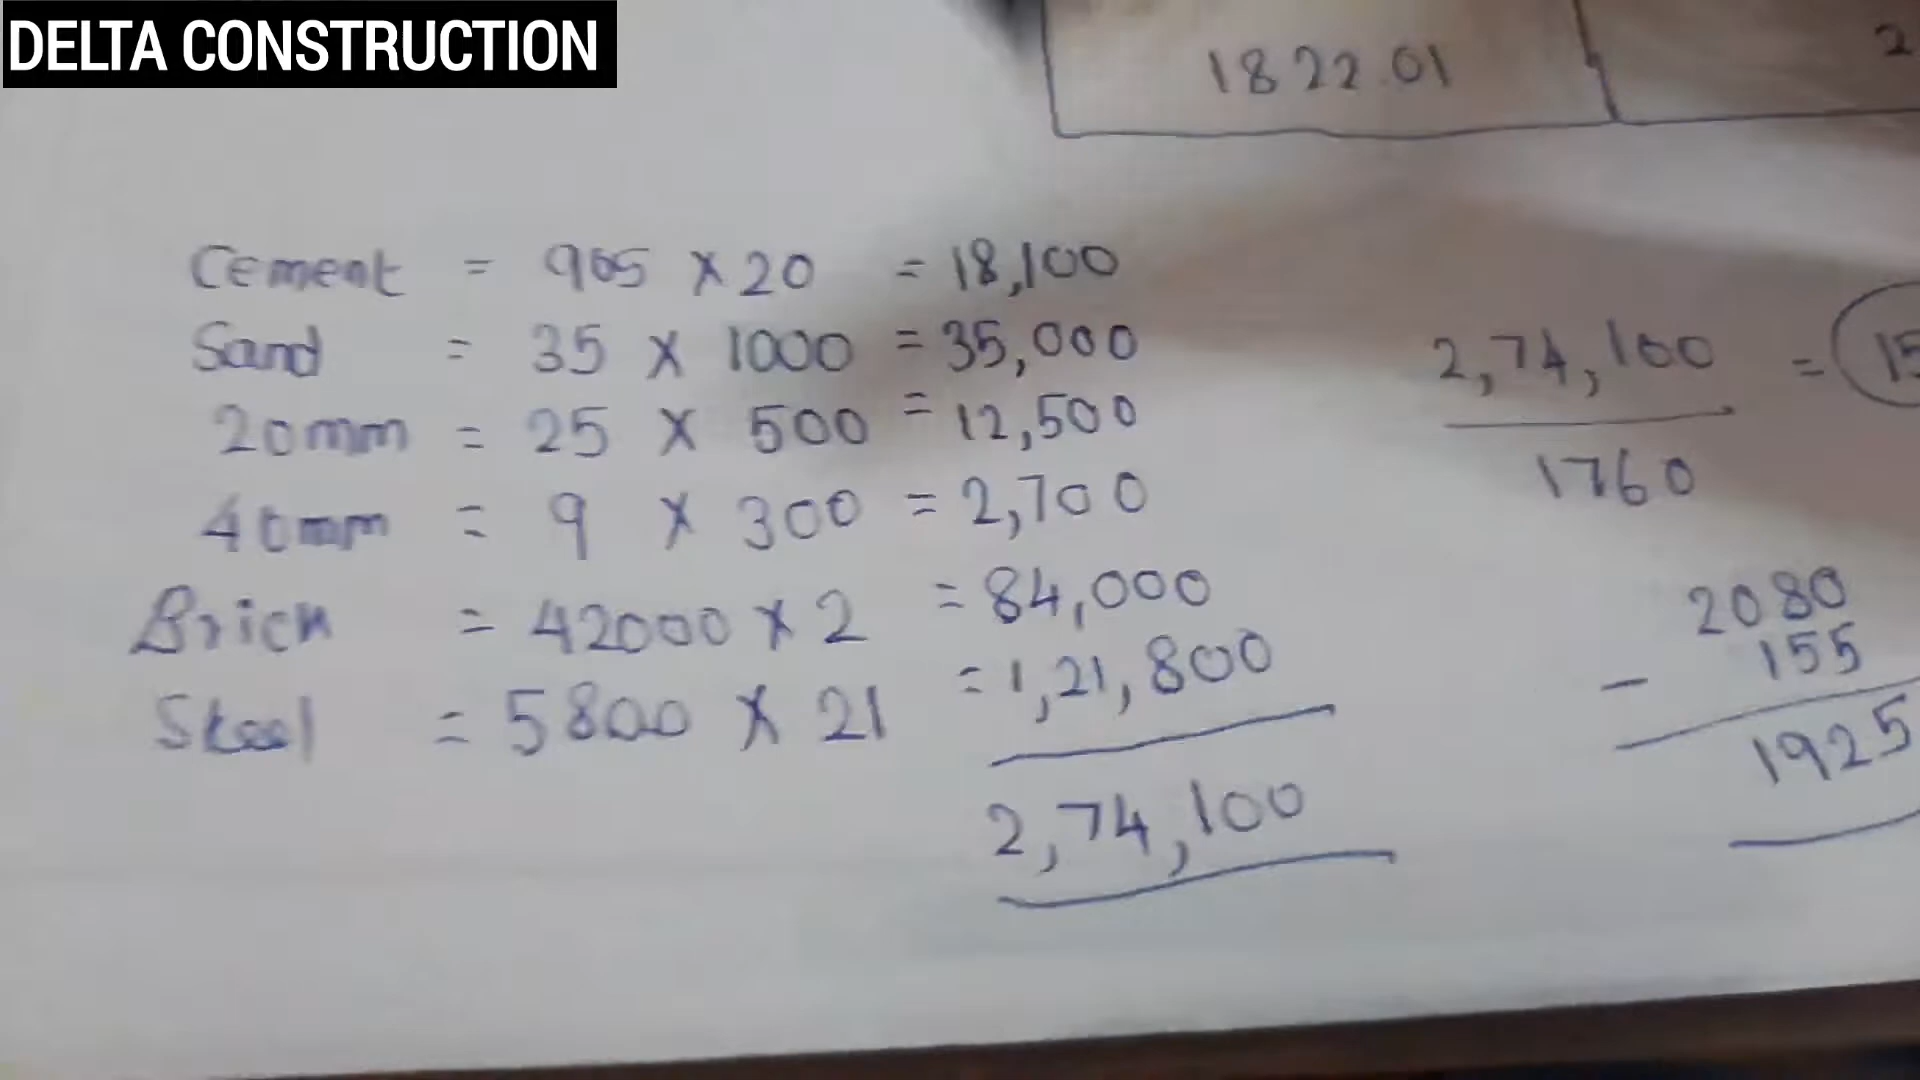 DELTA CONSTRUCTION
1822.01
2
Cement = 905 × 20 = 18,100
Sand = 35 × 1000 = 35,000
20mm = 25 × 500 = 12,500
40mm = 9 × 300 = 2,700
Brick = 42000 × 2 = 84,000
Steel = 5800 × 21 = 1,21,800
2,74,100
2,74,100 = 15
1760
2080
- 155
1925